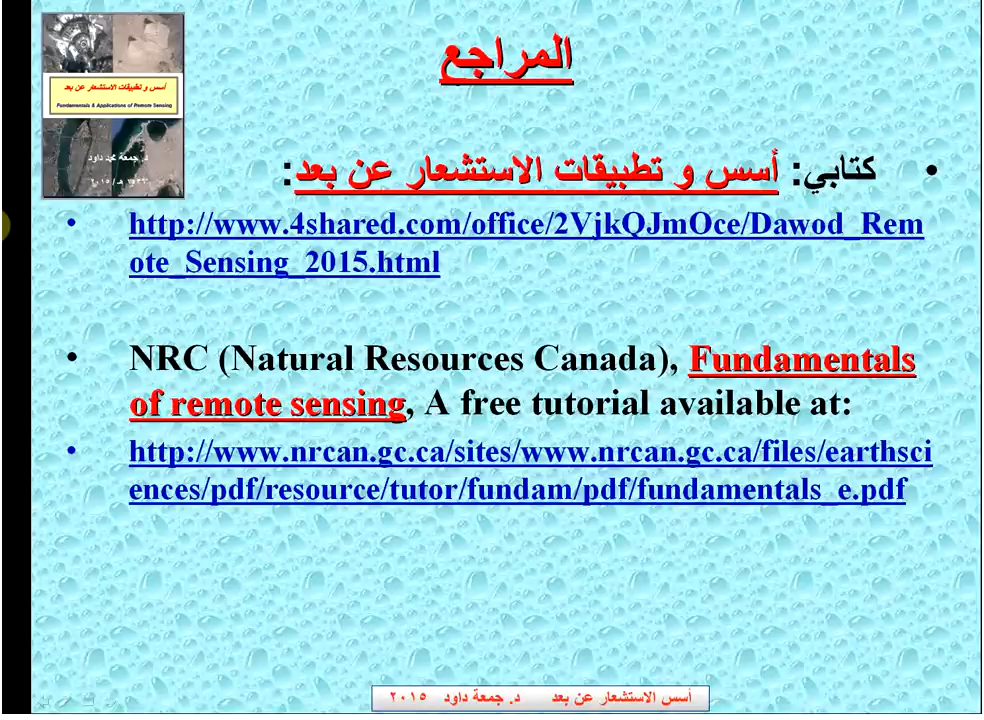 المراجع
أسس و تطبيقات الاستشعار عن بعد
Fundamentals & Applications of Remote Sensing
د. جمعة محمد داود
١٤٣٦ هـ / ٢٠١٥
• كتابي: أسس و تطبيقات الاستشعار عن بعد:
• http://www.4shared.com/office/2VjkQJmOce/Dawod_Rem
ote_Sensing_2015.html
• NRC (Natural Resources Canada), Fundamentals
of remote sensing, A free tutorial available at:
• http://www.nrcan.gc.ca/sites/www.nrcan.gc.ca/files/earthsci
ences/pdf/resource/tutor/fundam/pdf/fundamentals_e.pdf
أسس الاستشعار عن بعد د. جمعة داود ٢٠١٥